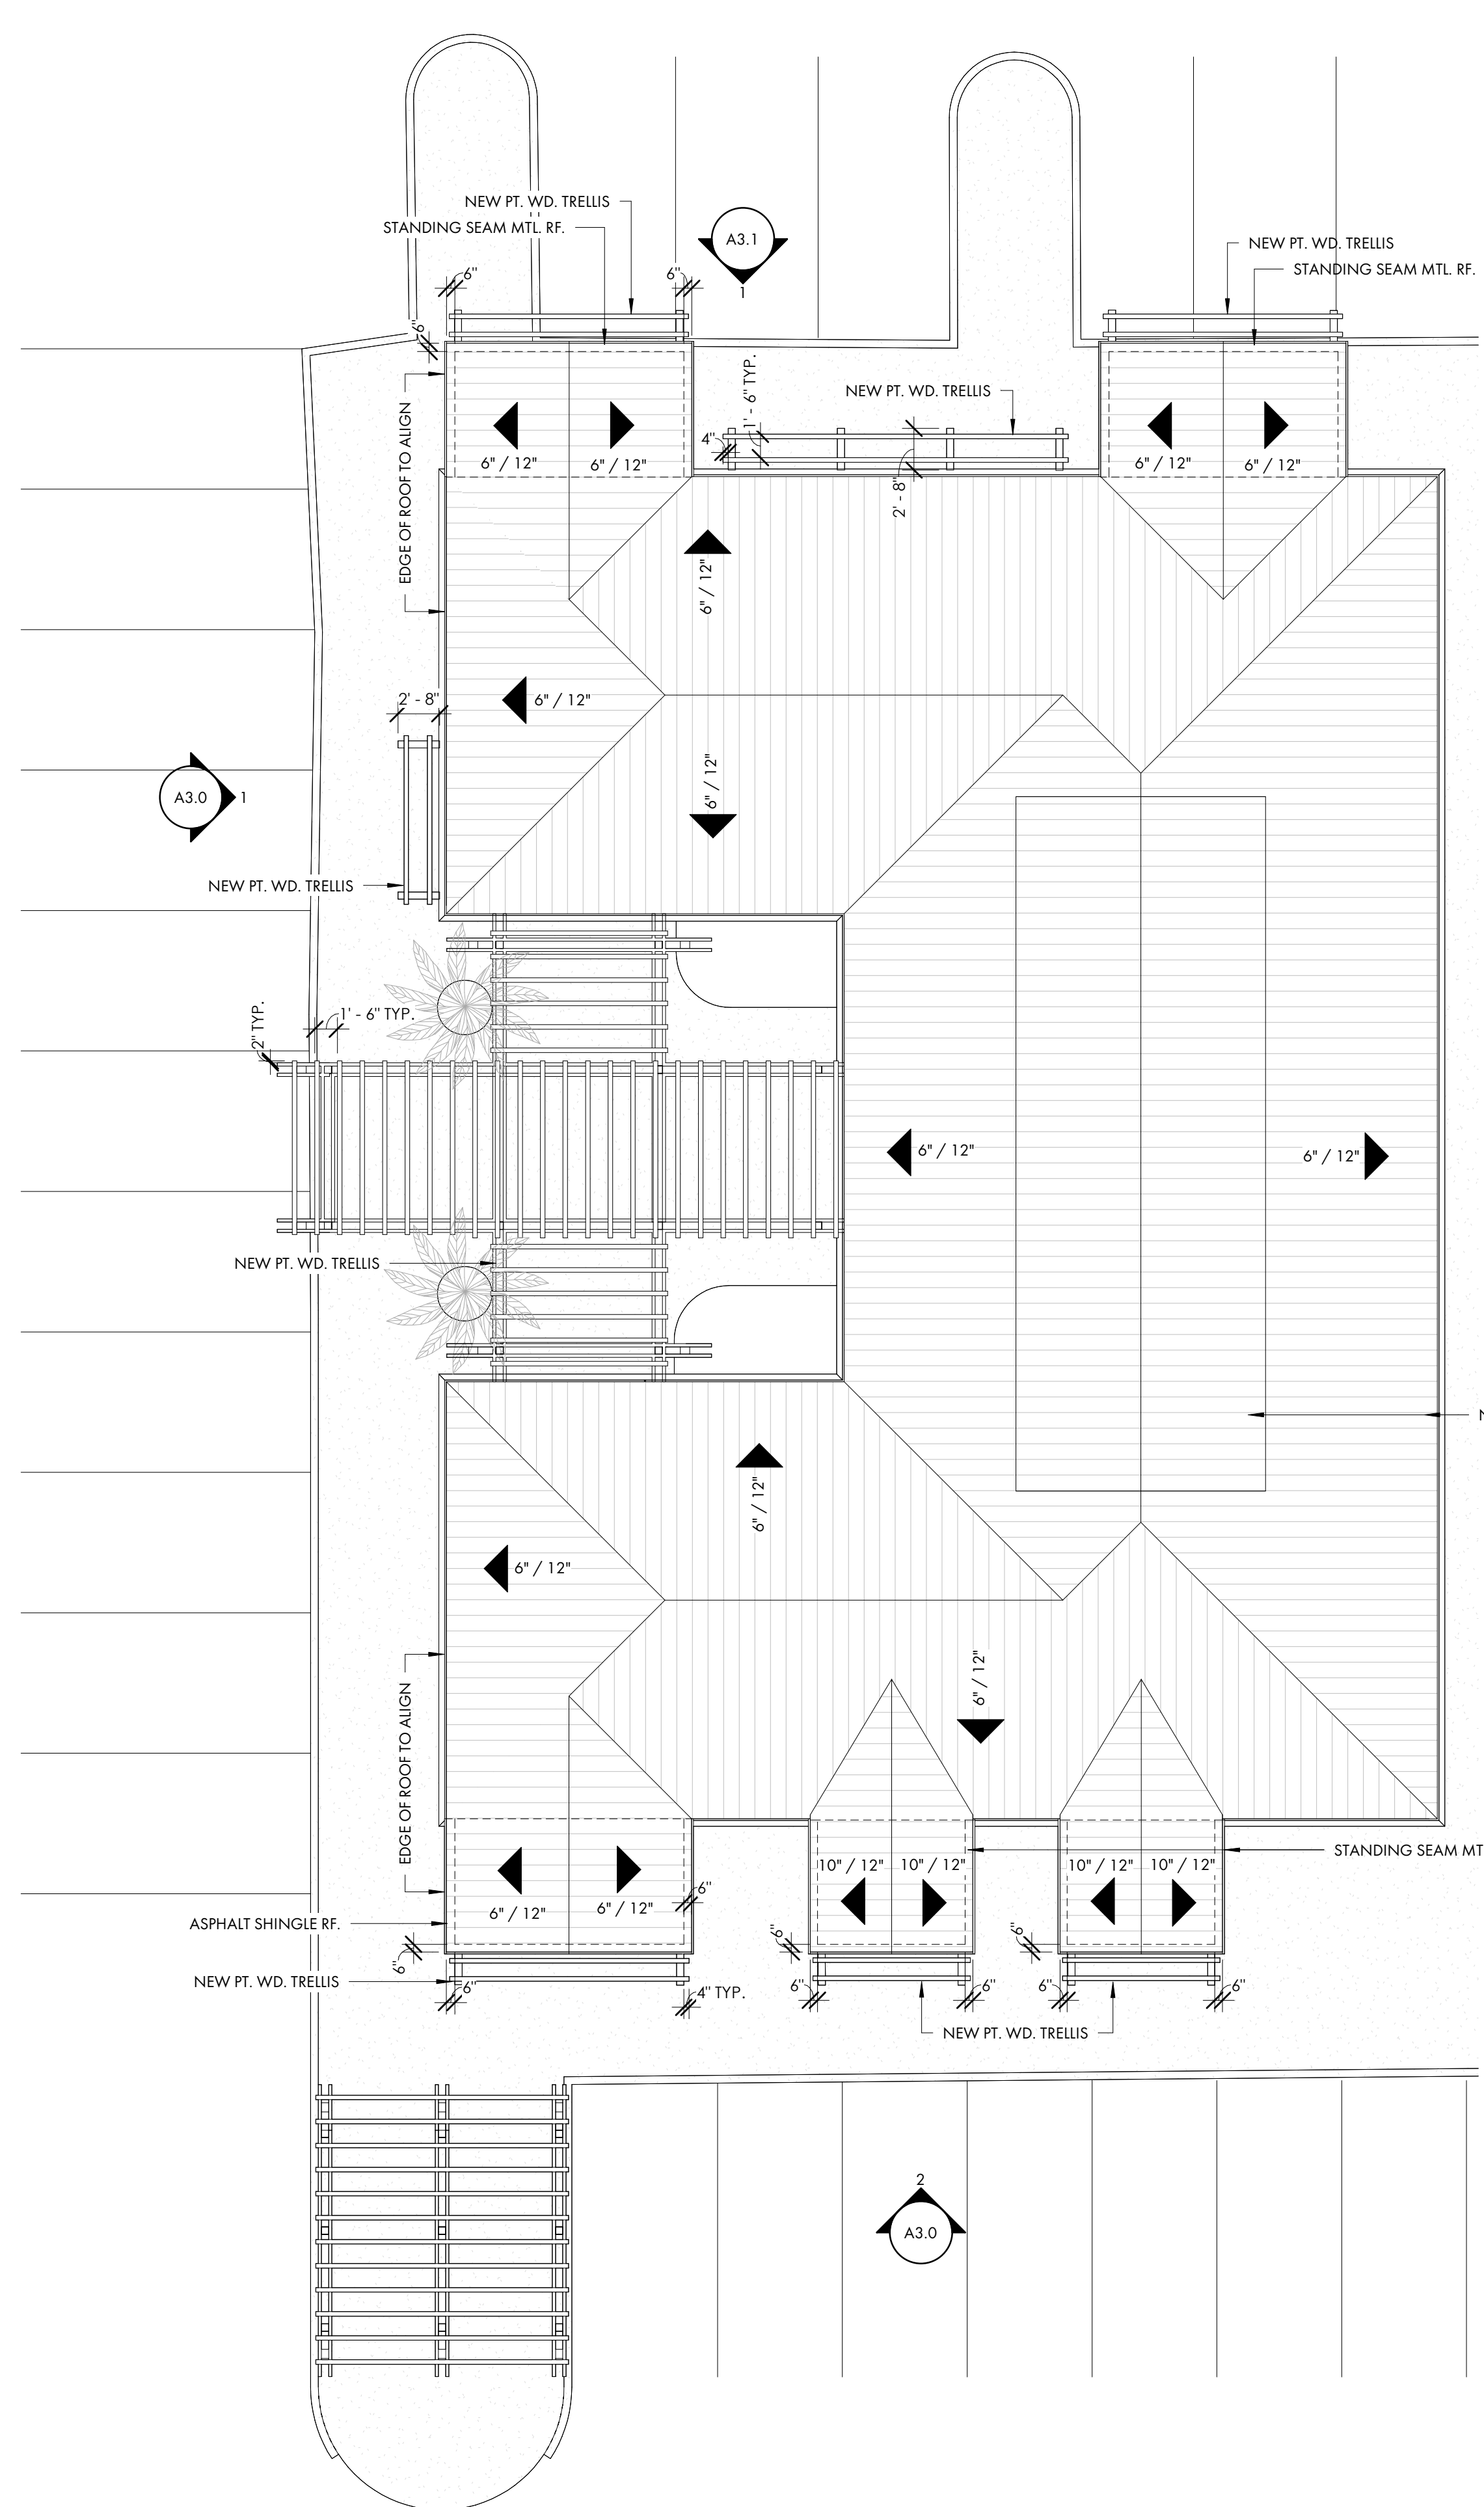 NEW PT. WD. TRELLIS
STANDING SEAM MTL. RF.
A3.1
1
NEW PT. WD. TRELLIS
STANDING SEAM MTL. RF.
6"
6"
6"
EDGE OF ROOF TO ALIGN
1' - 6" TYP.
NEW PT. WD. TRELLIS
4"
2' - 8"
6" / 12"
6" / 12"
6" / 12"
6" / 12"
6" / 12"
2' - 8"
6" / 12"
6" / 12"
A3.0
1
NEW PT. WD. TRELLIS
2" TYP.
1' - 6" TYP.
6" / 12"
6" / 12"
NEW PT. WD. TRELLIS
6" / 12"
6" / 12"
6" / 12"
EDGE OF ROOF TO ALIGN
STANDING SEAM MT
10" / 12"
10" / 12"
10" / 12"
10" / 12"
6"
6" / 12"
6" / 12"
ASPHALT SHINGLE RF.
6"
6"
6"
NEW PT. WD. TRELLIS
6"
4" TYP.
6"
6"
6"
6"
NEW PT. WD. TRELLIS
2
A3.0